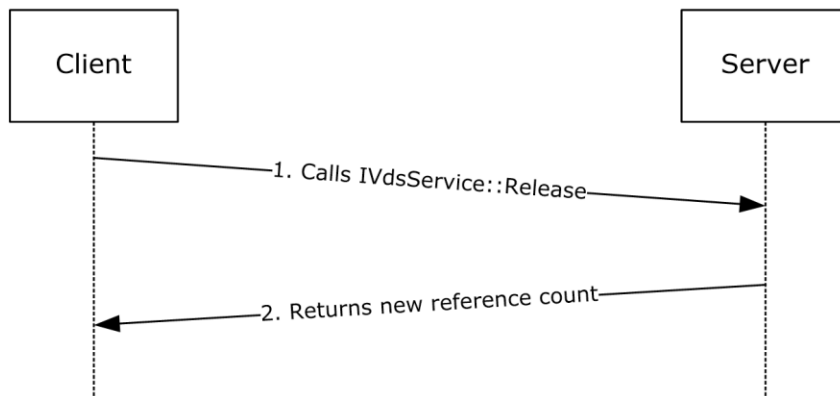 Client
Server
1. Calls IVdsService::Release
2. Returns new reference count